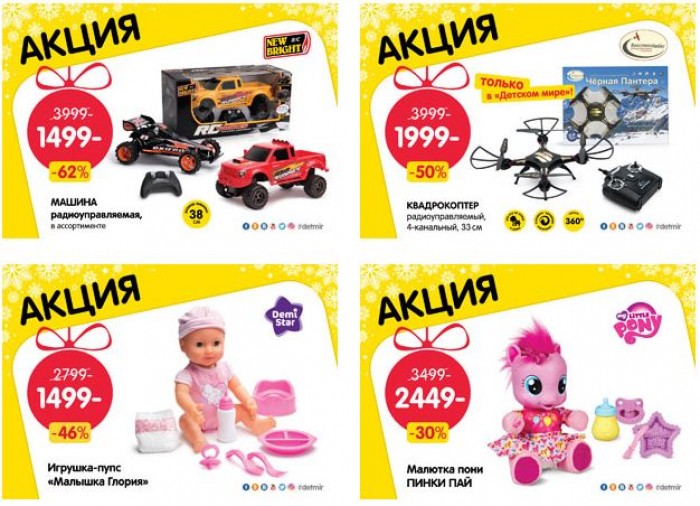 АКЦИЯ
NEW BRIGHT R/C
3999-
1499-
-62%
RC
МАШИНА
радиоуправляемая,
в ассортименте
38
см
@detmir
АКЦИЯ
ТОЛЬКО
в «Детском мире»!
Чёрная Пантера
3999-
1999-
-50%
КВАДРОКОПТЕР
радиоуправляемый,
4-канальный, 33 см
360°
@detmir
АКЦИЯ
Demi
Star
2799-
1499-
-46%
Игрушка-пупс
«Малышка Глория»
@detmir
АКЦИЯ
MY LITTLE
PONY
3499-
2449-
-30%
Малютка пони
ПИНКИ ПАЙ
@detmir